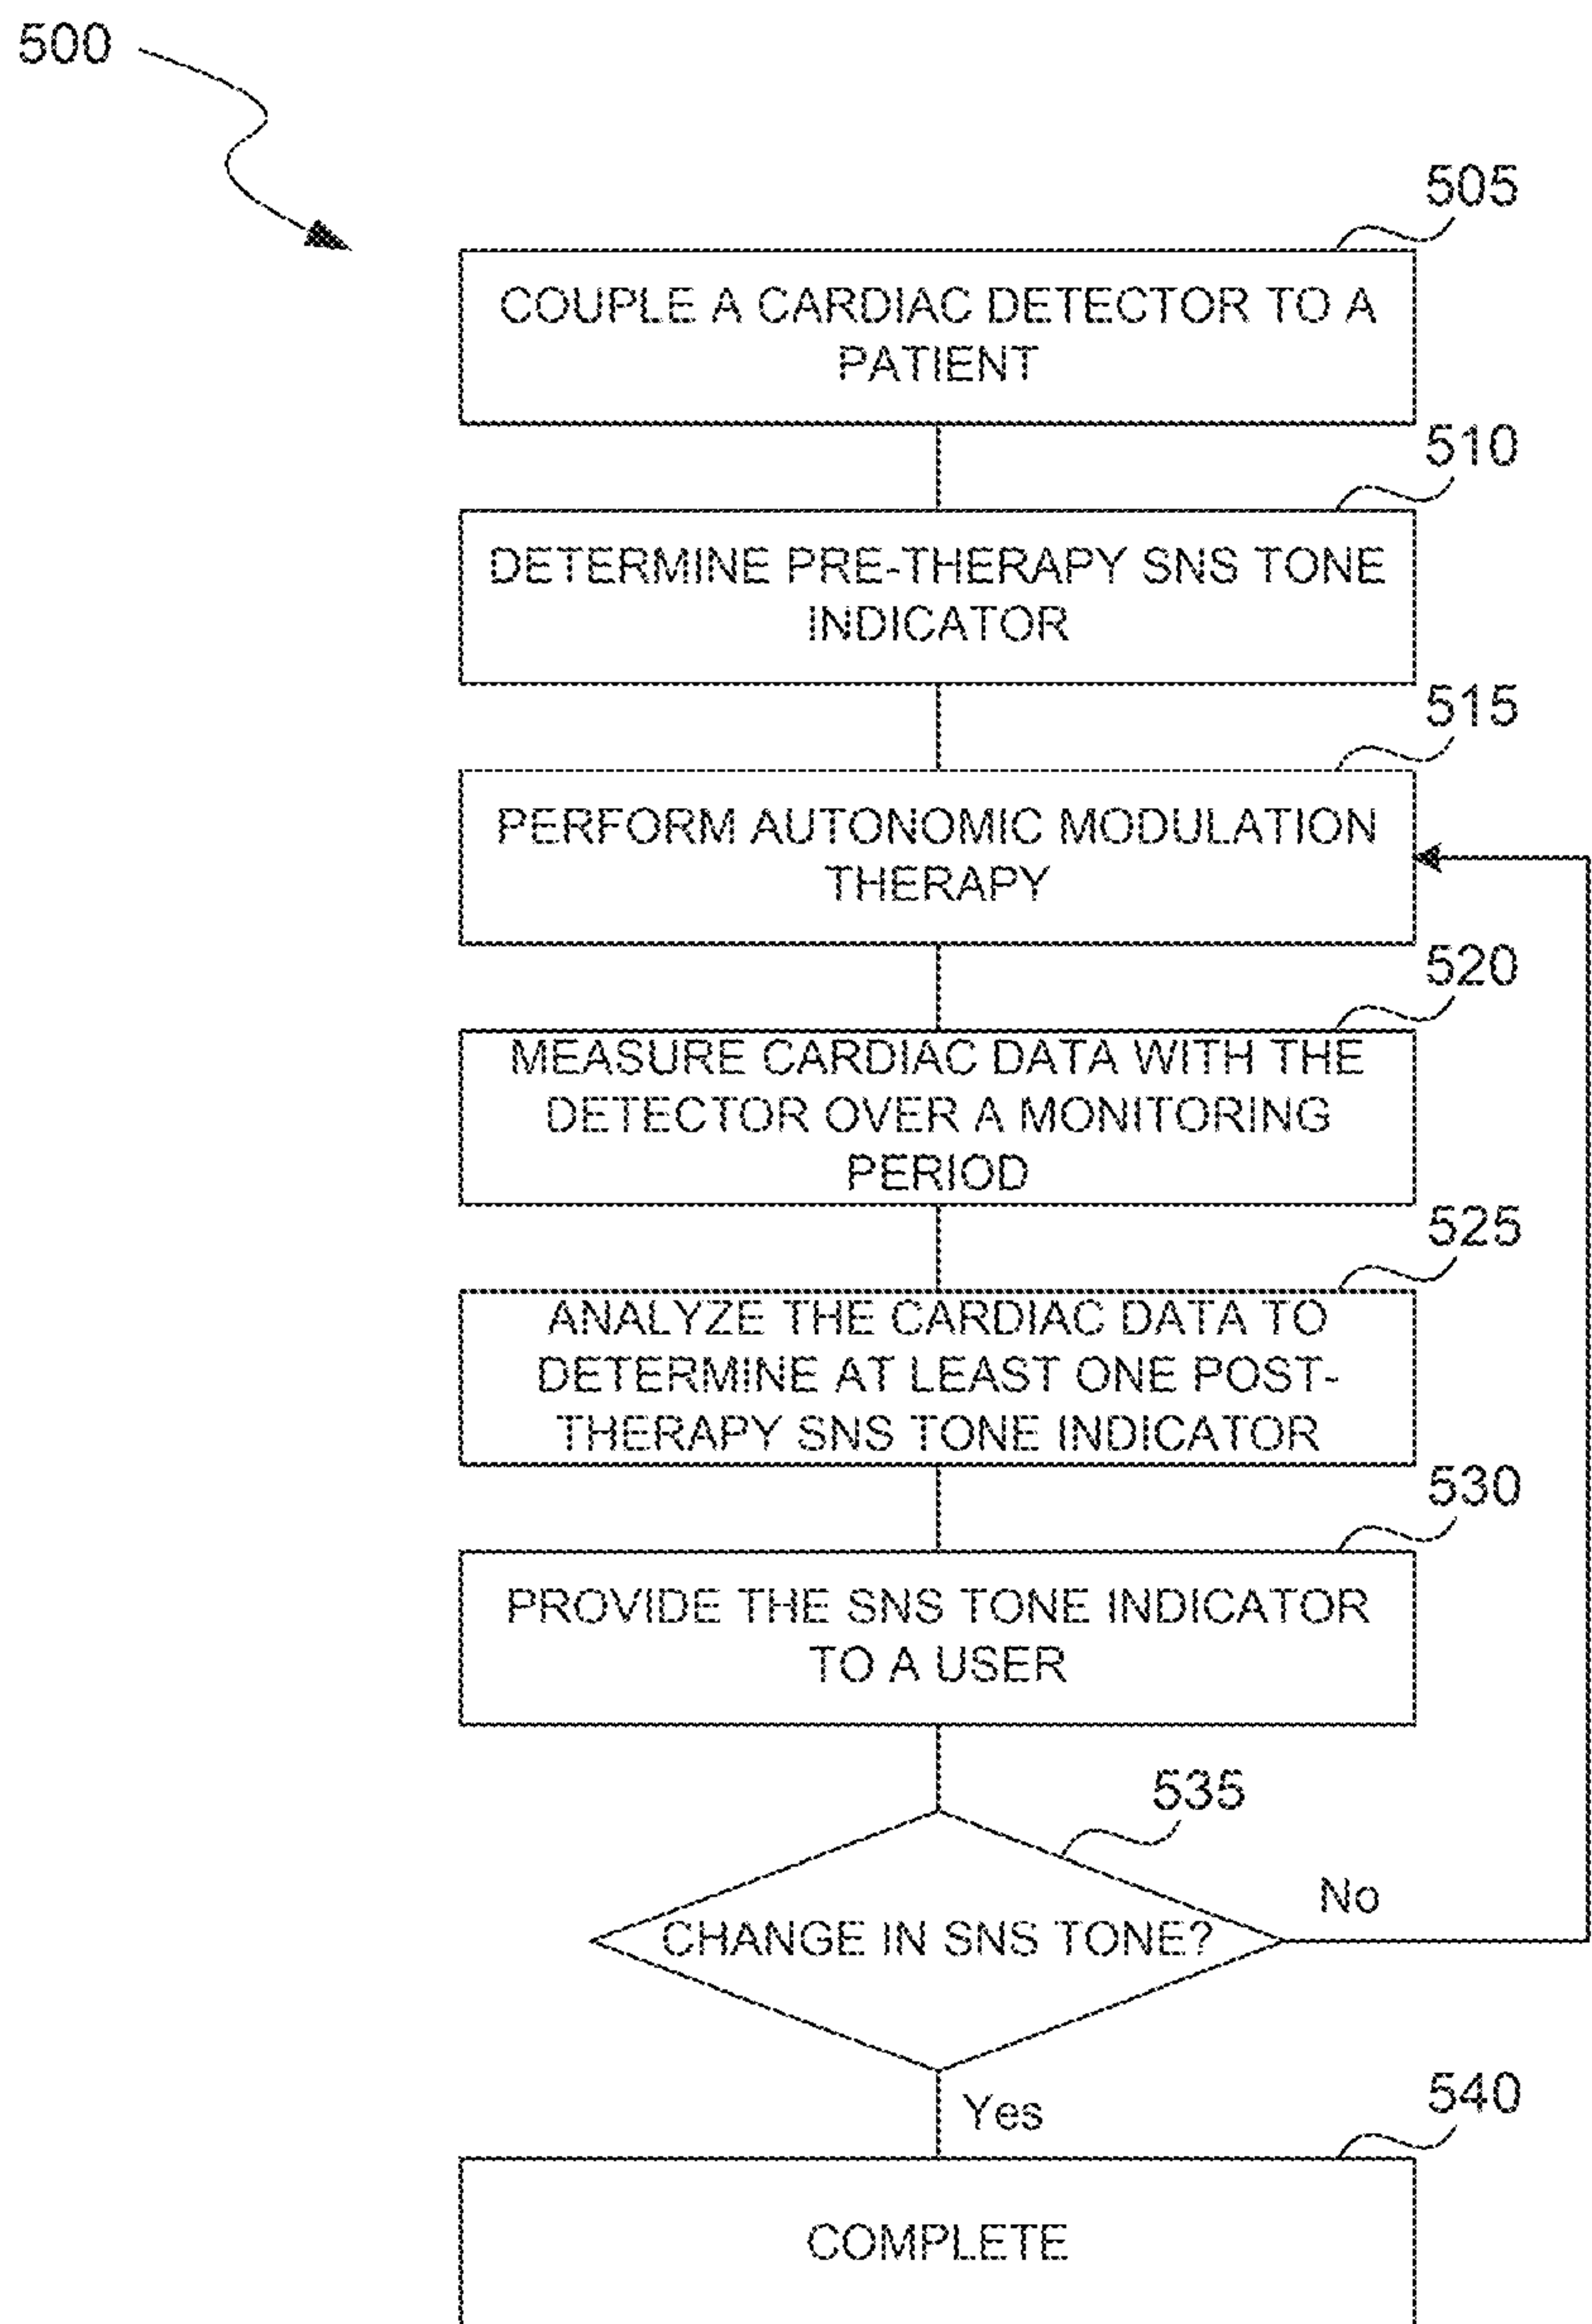 500
505
COUPLE A CARDIAC DETECTOR TO A
PATIENT
510
DETERMINE PRE-THERAPY SNS TONE
INDICATOR
515
PERFORM AUTONOMIC MODULATION
THERAPY
520
MEASURE CARDIAC DATA WITH THE
DETECTOR OVER A MONITORING
PERIOD
525
ANALYZE THE CARDIAC DATA TO
DETERMINE AT LEAST ONE POST-
THERAPY SNS TONE INDICATOR
530
PROVIDE THE SNS TONE INDICATOR
TO A USER
535
CHANGE IN SNS TONE?
No
Yes
540
COMPLETE